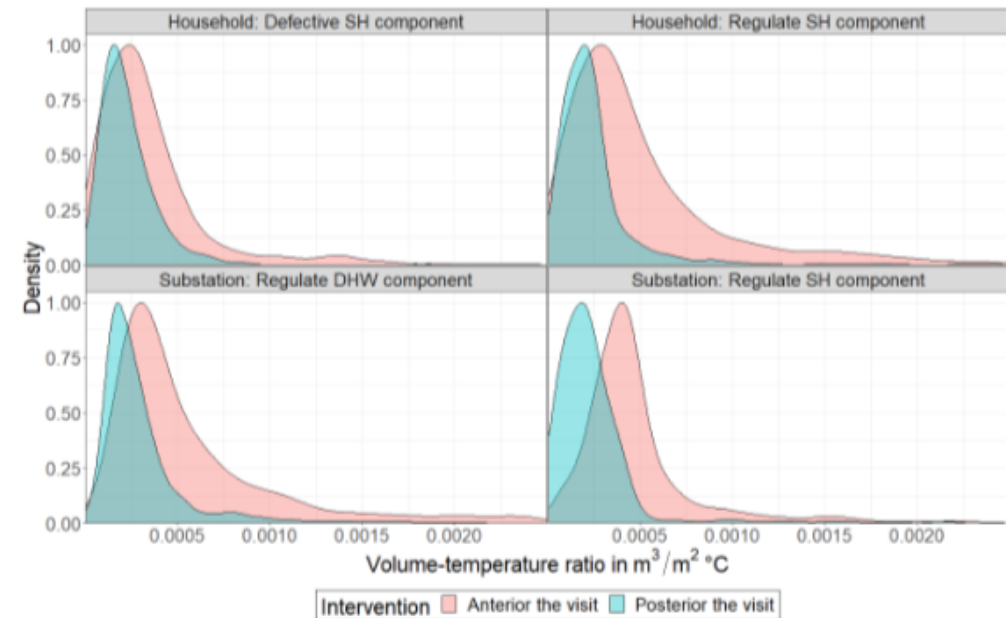 Household: Defective SH component
Household: Regulate SH component
1.00
0.75
0.50
0.25
0.00
Substation: Regulate DHW component
Substation: Regulate SH component
1.00
0.75
0.50
0.25
0.00
Density
0.0005 0.0010 0.0015 0.0020
0.0005 0.0010 0.0015 0.0020
Volume-temperature ratio in m³/m² °C
Intervention Anterior the visit Posterior the visit